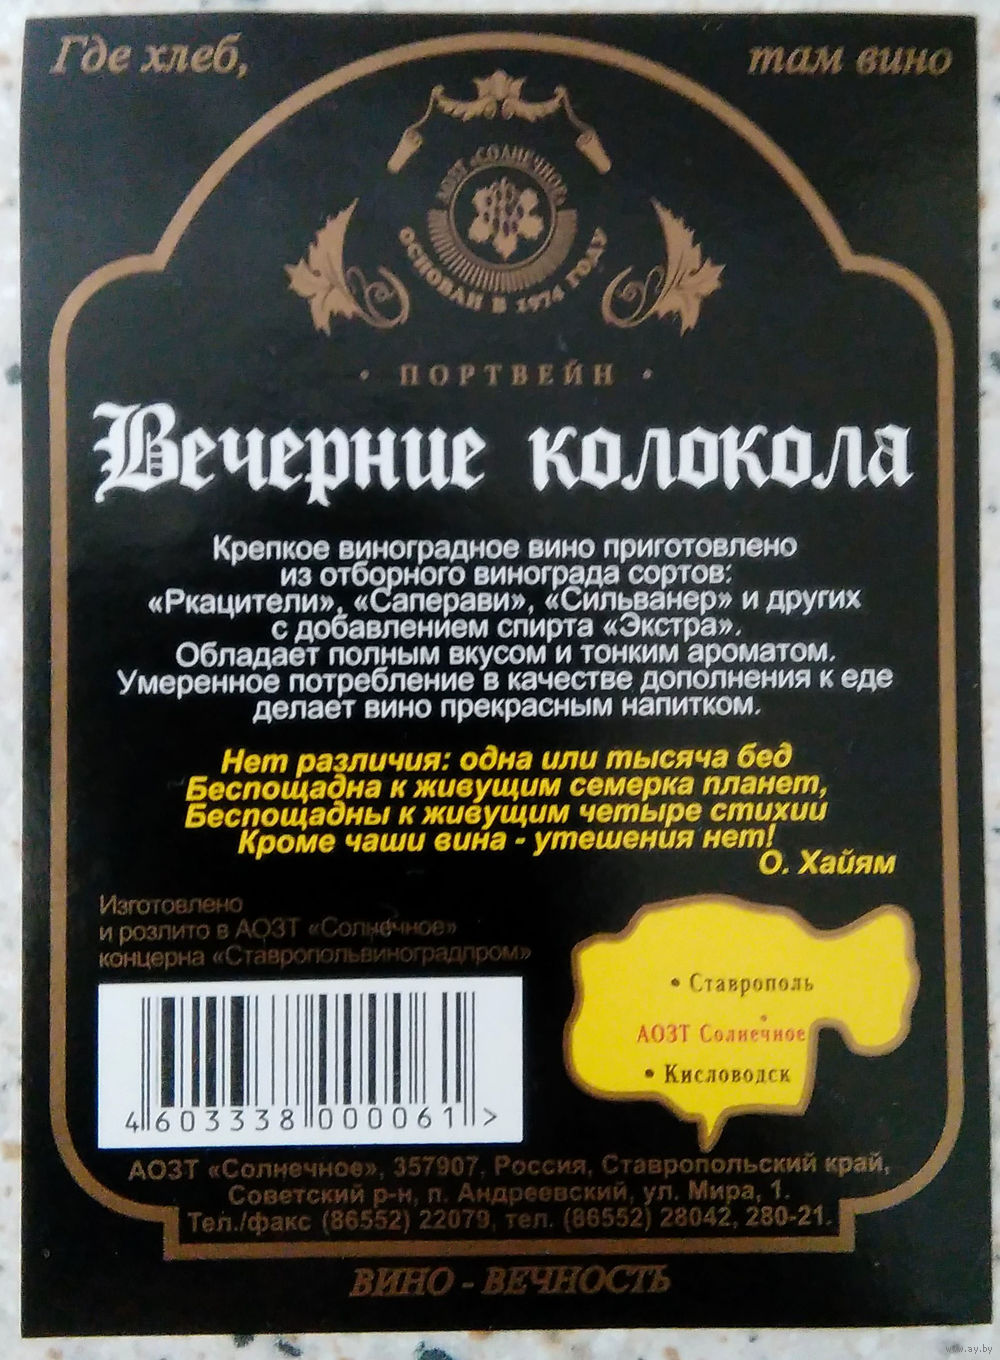 Где хлеб, там вино
АОЗТ «СОЛНЕЧНОЕ»
ОСНОВАН В 1974 ГОДУ
· ПОРТВЕЙН ·
Вечерние колокола
Крепкое виноградное вино приготовлено
из отборного винограда сортов:
«Ркацители», «Саперави», «Сильванер» и других
с добавлением спирта «Экстра».
Обладает полным вкусом и тонким ароматом.
Умеренное потребление в качестве дополнения к еде
делает вино прекрасным напитком.
Нет различия: одна или тысяча бед
Беспощадна к живущим семерка планет,
Беспощадны к живущим четыре стихии
Кроме чаши вина - утешения нет!
О. Хайям
Изготовлено
и розлито в АОЗТ «Солнечное»
концерна «Ставропольвиноградпром»
• Ставрополь
АОЗТ Солнечное
• Кисловодск
4 603338 000061 >
АОЗТ «Солнечное», 357907, Россия, Ставропольский край,
Советский р-н, п. Андреевский, ул. Мира, 1.
Тел./факс (86552) 22079, тел. (86552) 28042, 280-21.
ВИНО - ВЕЧНОСТЬ
www.ay.by